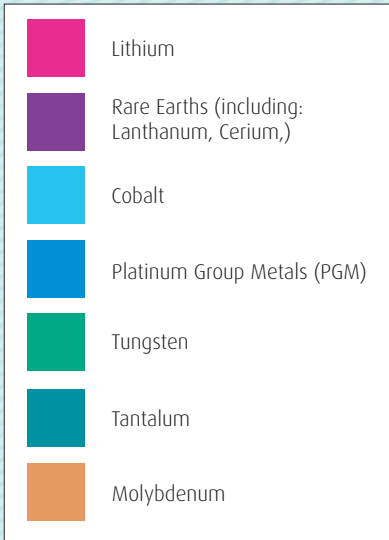 Lithium
Rare Earths (including:
Lanthanum, Cerium,)
Cobalt
Platinum Group Metals (PGM)
Tungsten
Tantalum
Molybdenum